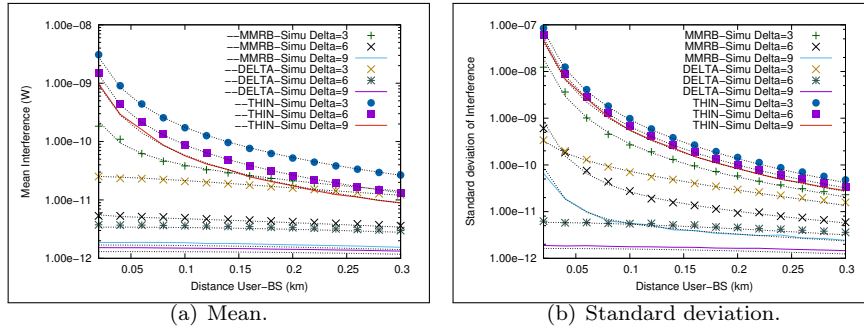 1.00e-08
1.00e-09
1.00e-10
1.00e-11
1.00e-12
Mean Interference (W)
0.05
0.1
0.15
0.2
0.25
0.3
Distance User-BS (km)
--MMRB-Simu Delta=3
--MMRB-Simu Delta=6
--MMRB-Simu Delta=9
--DELTA-Simu Delta=3
--DELTA-Simu Delta=6
--DELTA-Simu Delta=9
--THIN-Simu Delta=3
--THIN-Simu Delta=6
--THIN-Simu Delta=9
(a) Mean.
1.00e-07
1.00e-08
1.00e-09
1.00e-10
1.00e-11
1.00e-12
Standard deviation of Interference
0.05
0.1
0.15
0.2
0.25
0.3
Distance User-BS (km)
MMRB-Simu Delta=3
MMRB-Simu Delta=6
MMRB-Simu Delta=9
DELTA-Simu Delta=3
DELTA-Simu Delta=6
DELTA-Simu Delta=9
THIN-Simu Delta=3
THIN-Simu Delta=6
THIN-Simu Delta=9
(b) Standard deviation.